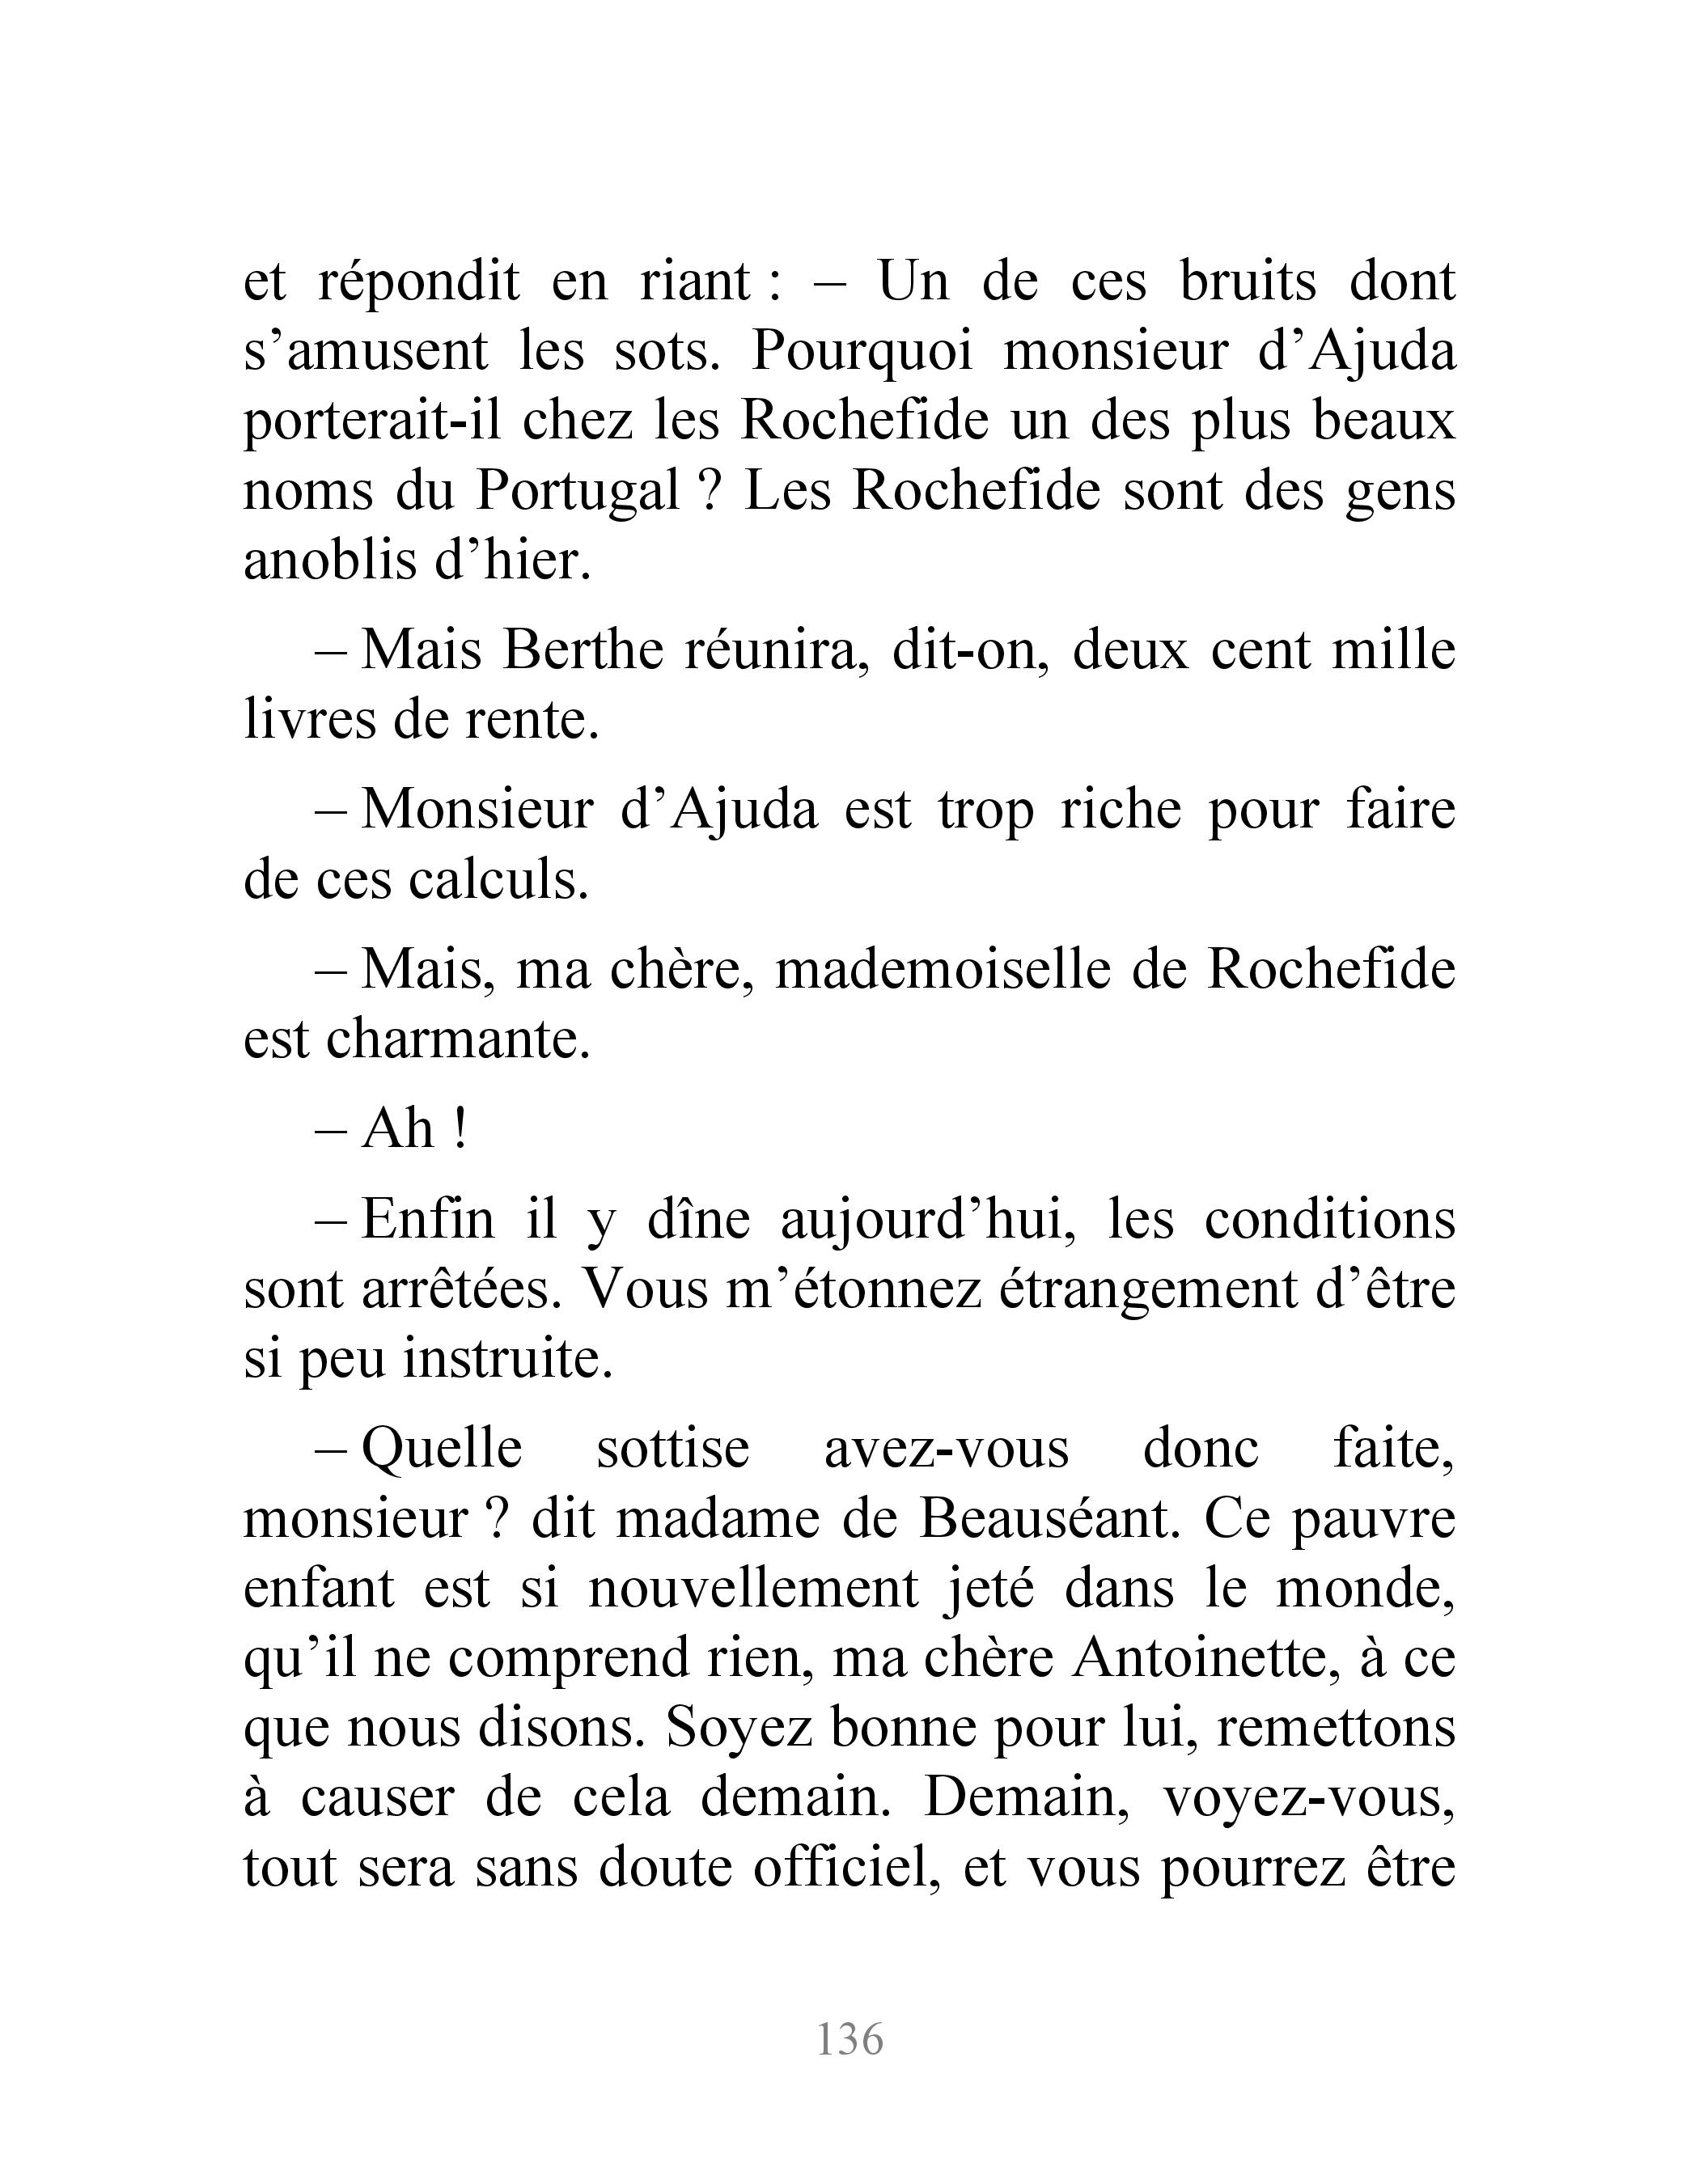 et répondit en riant : – Un de ces bruits dont
s’amusent les sots. Pourquoi monsieur d’Ajuda
porterait-il chez les Rochefide un des plus beaux
noms du Portugal ? Les Rochefide sont des gens
anoblis d’hier.
– Mais Berthe réunira, dit-on, deux cent mille
livres de rente.
– Monsieur d’Ajuda est trop riche pour faire
de ces calculs.
– Mais, ma chère, mademoiselle de Rochefide
est charmante.
– Ah !
– Enfin il y dîne aujourd’hui, les conditions
sont arrêtées. Vous m’étonnez étrangement d’être
si peu instruite.
– Quelle sottise avez-vous donc faite,
monsieur ? dit madame de Beauséant. Ce pauvre
enfant est si nouvellement jeté dans le monde,
qu’il ne comprend rien, ma chère Antoinette, à ce
que nous disons. Soyez bonne pour lui, remettons
à causer de cela demain. Demain, voyez-vous,
tout sera sans doute officiel, et vous pourrez être
136